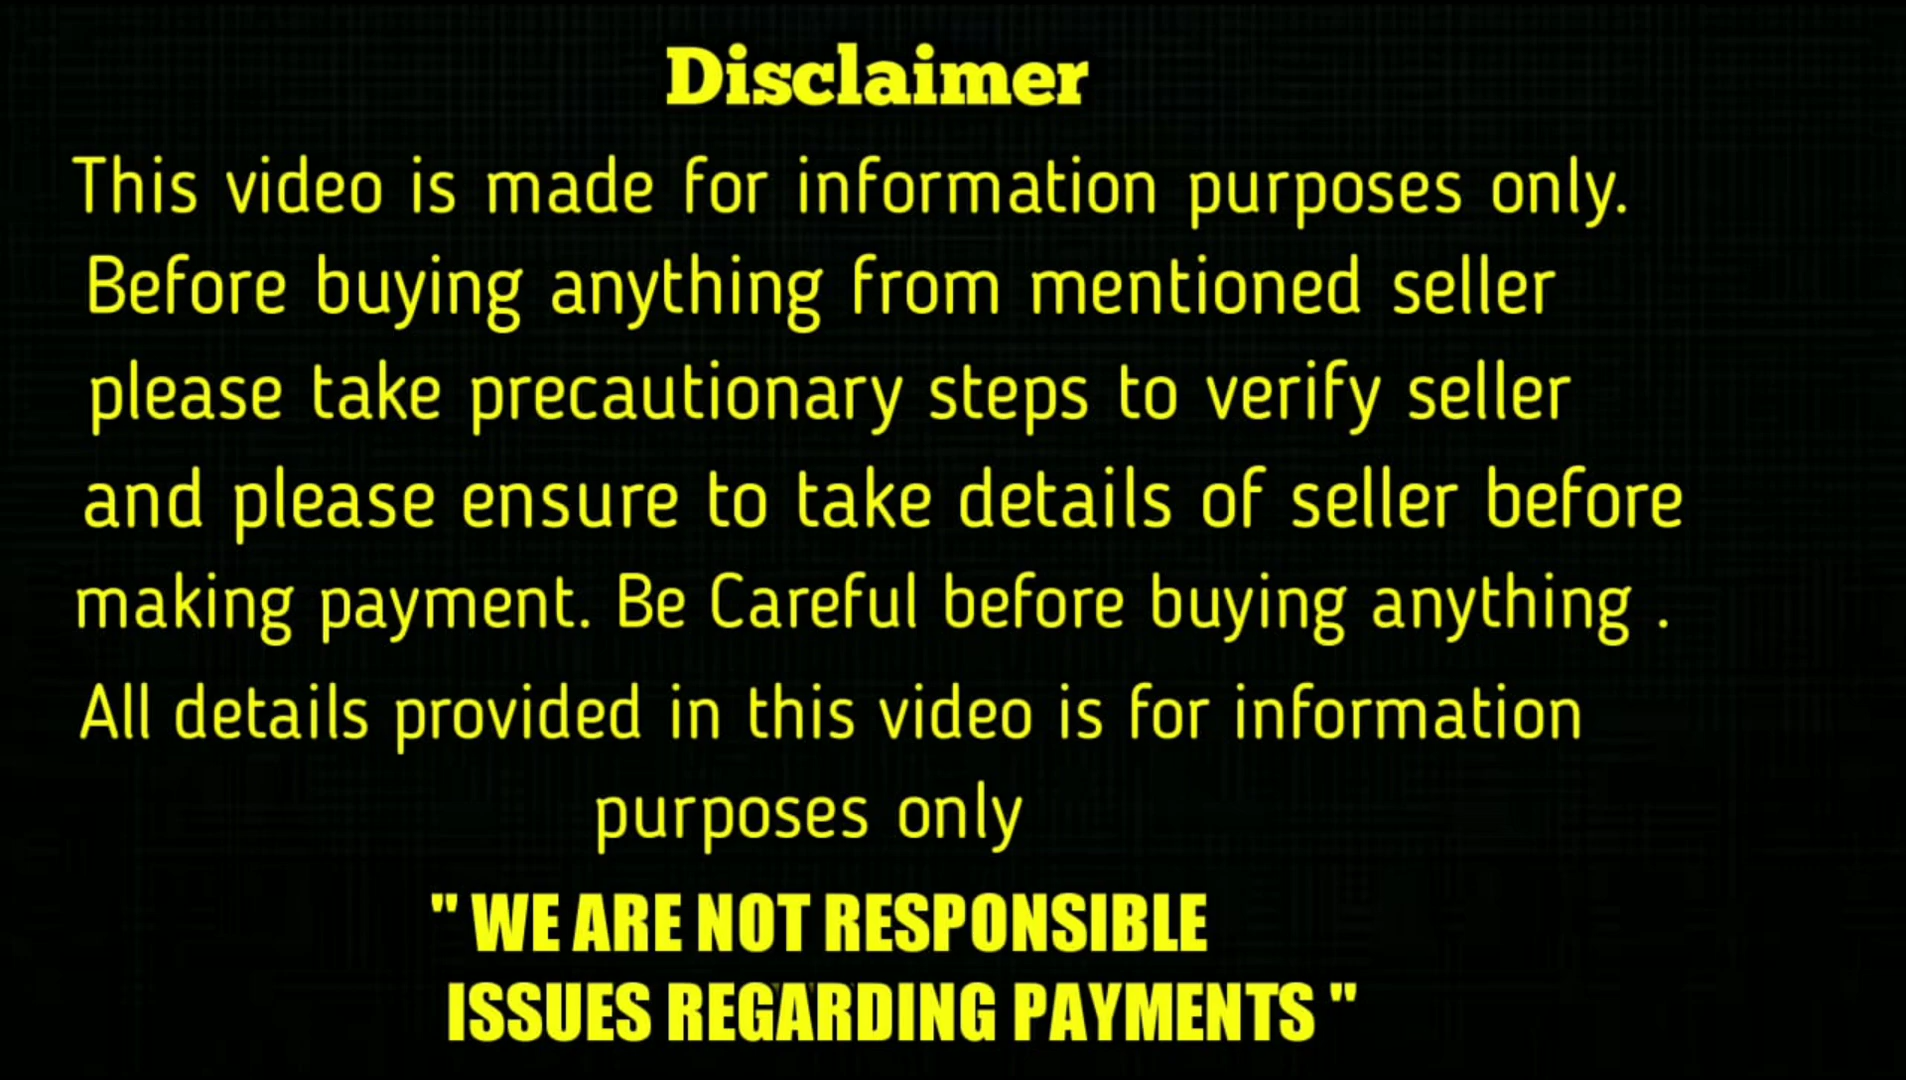 Disclaimer
This video is made for information purposes only.
Before buying anything from mentioned seller
please take precautionary steps to verify seller
and please ensure to take details of seller before
making payment. Be Careful before buying anything .
All details provided in this video is for information
purposes only
" WE ARE NOT RESPONSIBLE
ISSUES REGARDING PAYMENTS "